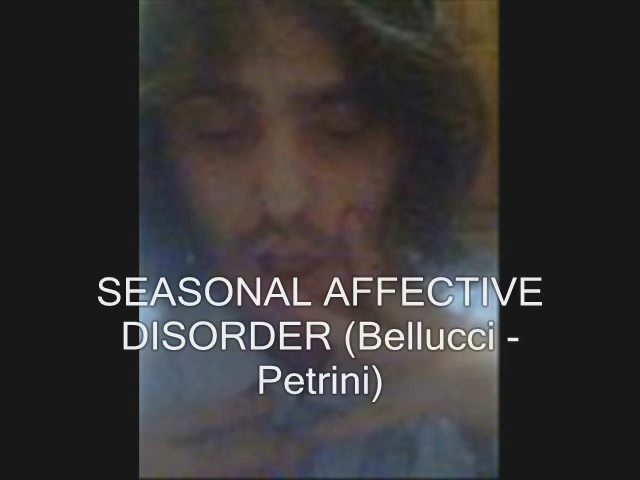 SEASONAL AFFECTIVE
DISORDER (Bellucci -
Petrini)